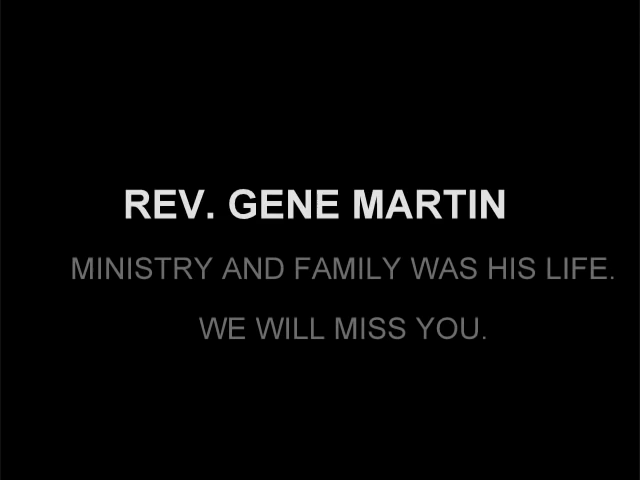 REV. GENE MARTIN
MINISTRY AND FAMILY WAS HIS LIFE.
WE WILL MISS YOU.